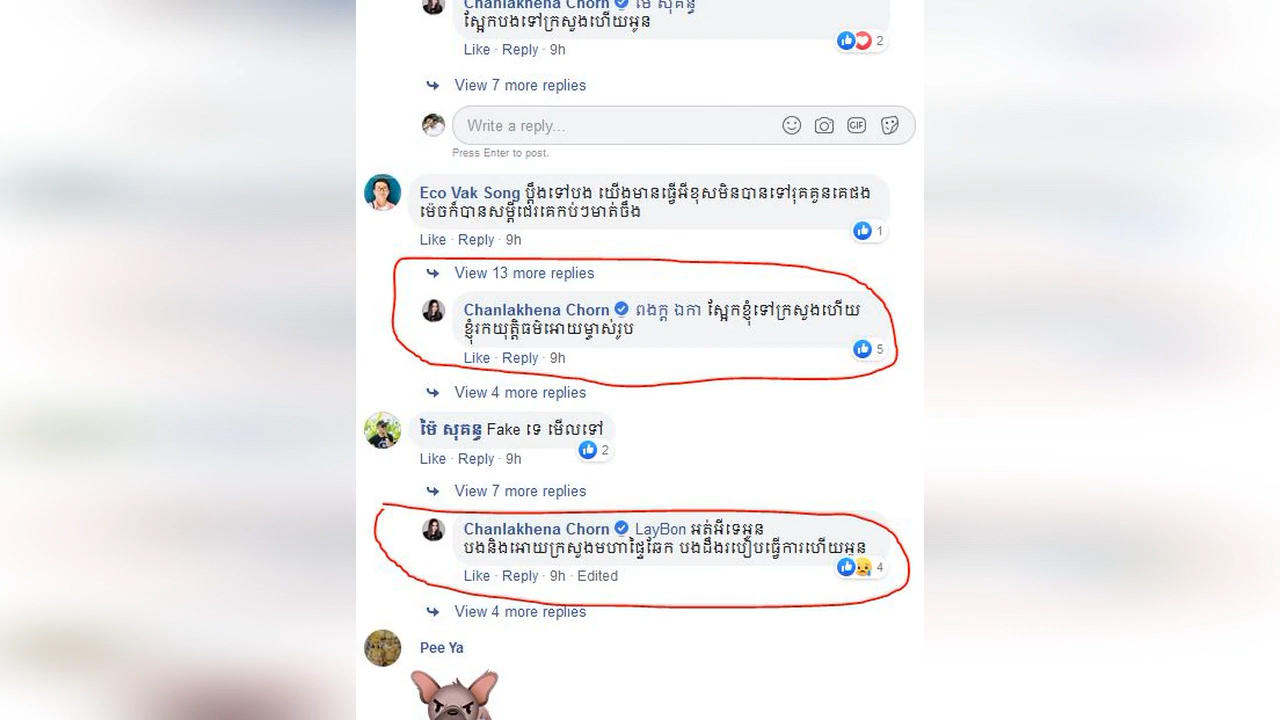 Chanlakhena Chorn ម៉ៃ សុគន្ធ
ស្អែកបងទៅក្រសួងហើយអូន
Like · Reply · 9h
2
View 7 more replies
Write a reply...
GIF
Press Enter to post.
Eco Vak Song ប្ដឹងទៅបង យើងមានធ្វើអីខុសមិនបានទៅរុគគូនគេផង
ម៉េចក៏បានសម្ដីជេរគេកប់ៗមាត់ចឹង
1
Like · Reply · 9h
View 13 more replies
Chanlakhena Chorn ពងក្ដ ឯកា ស្អែកខ្ញុំទៅក្រសួងហើយ
ខ្ញុំរកយុត្តិធម៌អោយម្ចាស់រូប
5
Like · Reply · 9h
View 4 more replies
ម៉ៃ សុគន្ធ Fake ទេ មើលទៅ
2
Like · Reply · 9h
View 7 more replies
Chanlakhena Chorn LayBon អត់អីទេអូន
បងនិងអោយក្រសួងមហាផ្ទៃឆែក បងដឹងរបៀបធ្វើការហើយអូន
4
Like · Reply · 9h · Edited
View 4 more replies
Pee Ya